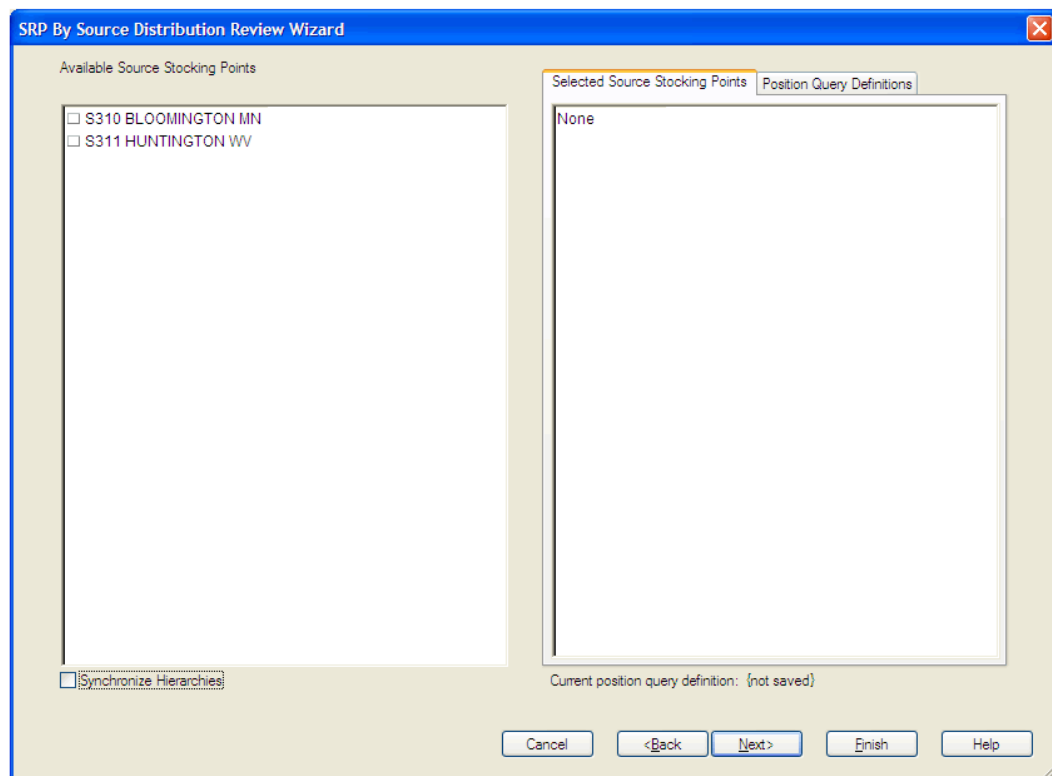 SRP By Source Distribution Review Wizard
Available Source Stocking Points
Selected Source Stocking Points
Position Query Definitions
S310 BLOOMINGTON MN
S311 HUNTINGTON WV
None
Synchronize Hierarchies
Current position query definition: {not saved}
Cancel
<Back
Next>
Finish
Help